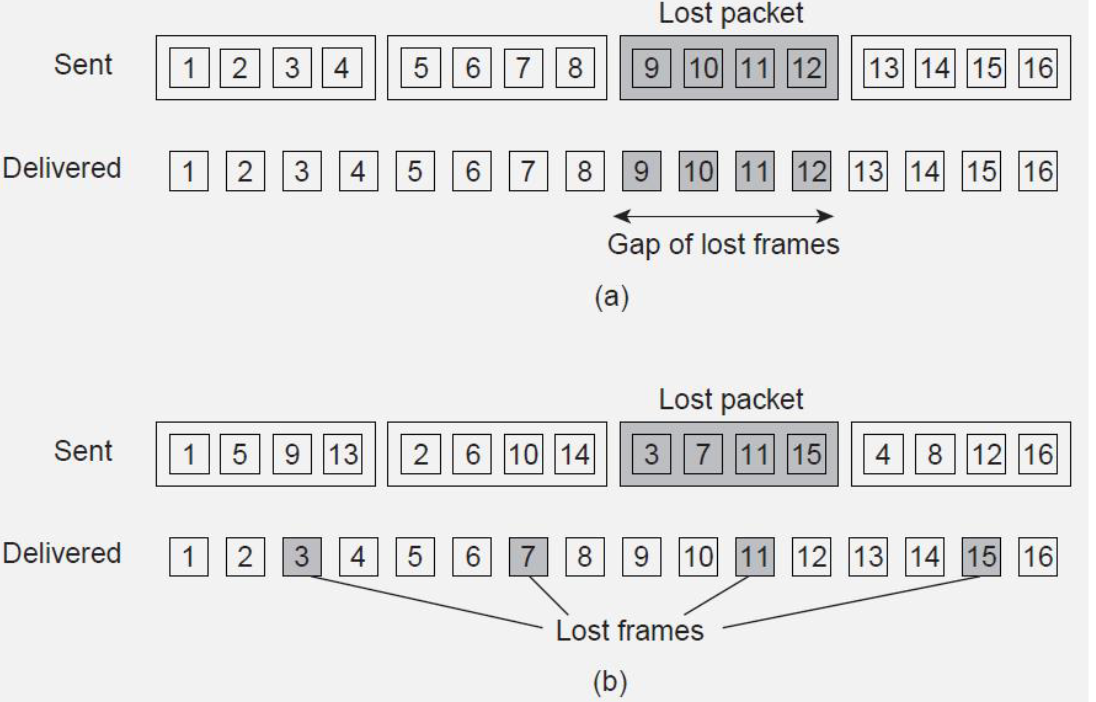 Lost packet
Sent 1 2 3 4 5 6 7 8 9 10 11 12 13 14 15 16
Delivered 1 2 3 4 5 6 7 8 9 10 11 12 13 14 15 16
Gap of lost frames
(a)
Lost packet
Sent 1 5 9 13 2 6 10 14 3 7 11 15 4 8 12 16
Delivered 1 2 3 4 5 6 7 8 9 10 11 12 13 14 15 16
Lost frames
(b)